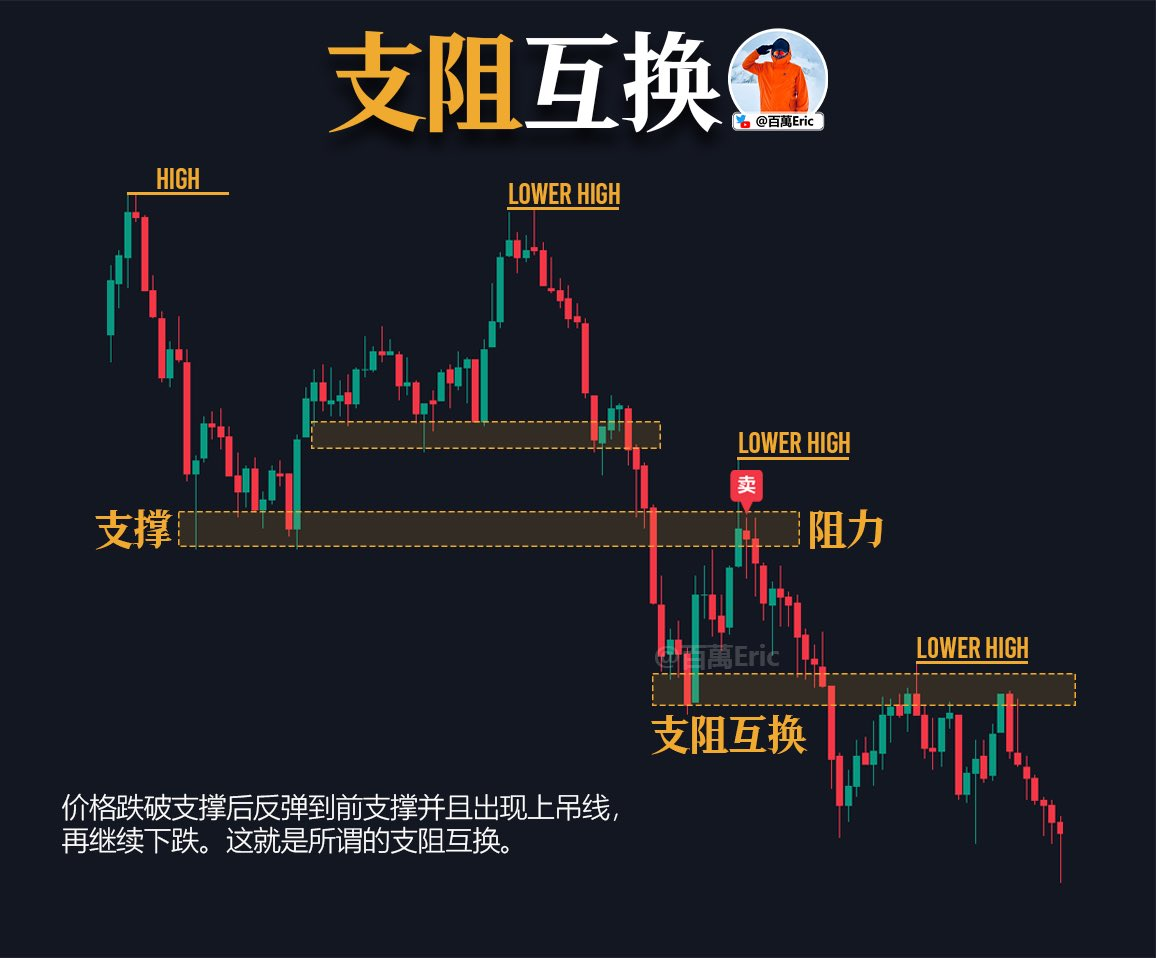 支阻互换
@百萬Eric
HIGH
LOWER HIGH
LOWER HIGH
卖
支撑
阻力
@百萬Eric
LOWER HIGH
支阻互换
价格跌破支撑后反弹到前支撑并且出现上吊线，
再继续下跌。这就是所谓的支阻互换。